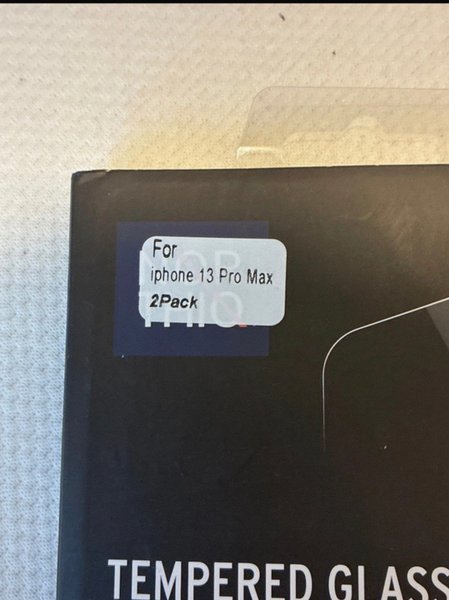 For
iphone 13 Pro Max
2Pack
TEMPERED GLASS